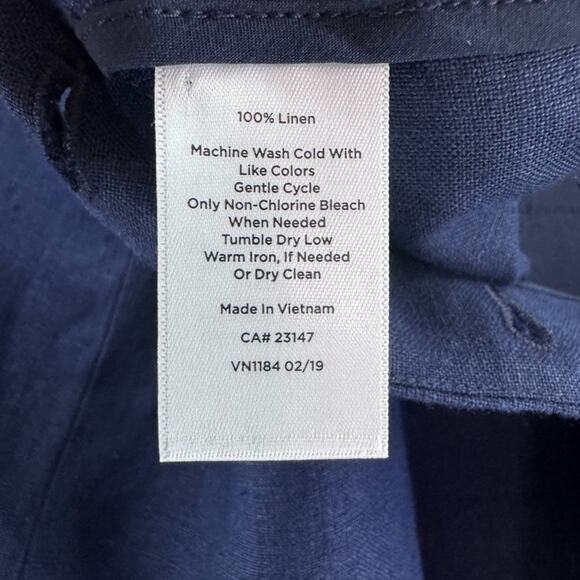 100% Linen
Machine Wash Cold With
Like Colors
Gentle Cycle
Only Non-Chlorine Bleach
When Needed
Tumble Dry Low
Warm Iron, If Needed
Or Dry Clean
Made In Vietnam
CA# 23147
VN1184 02/19